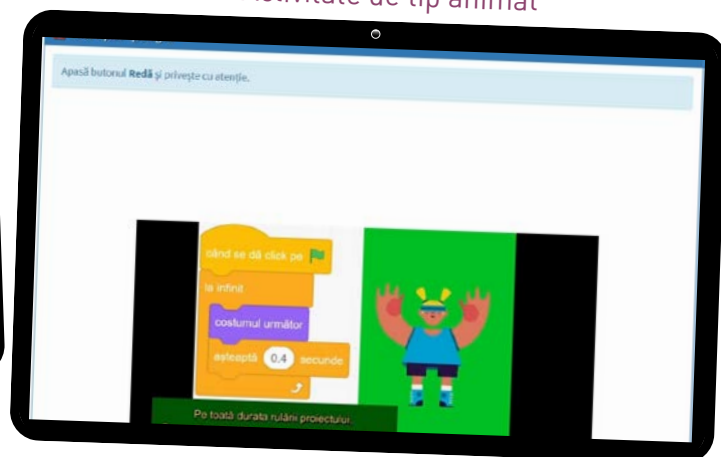 de tip animat
Apasă butonul Redă și privește cu atenție.
când se dă click pe
la infinit
costumul următor
așteaptă 0.4 secunde
Pe toată durata rulării proiectului,